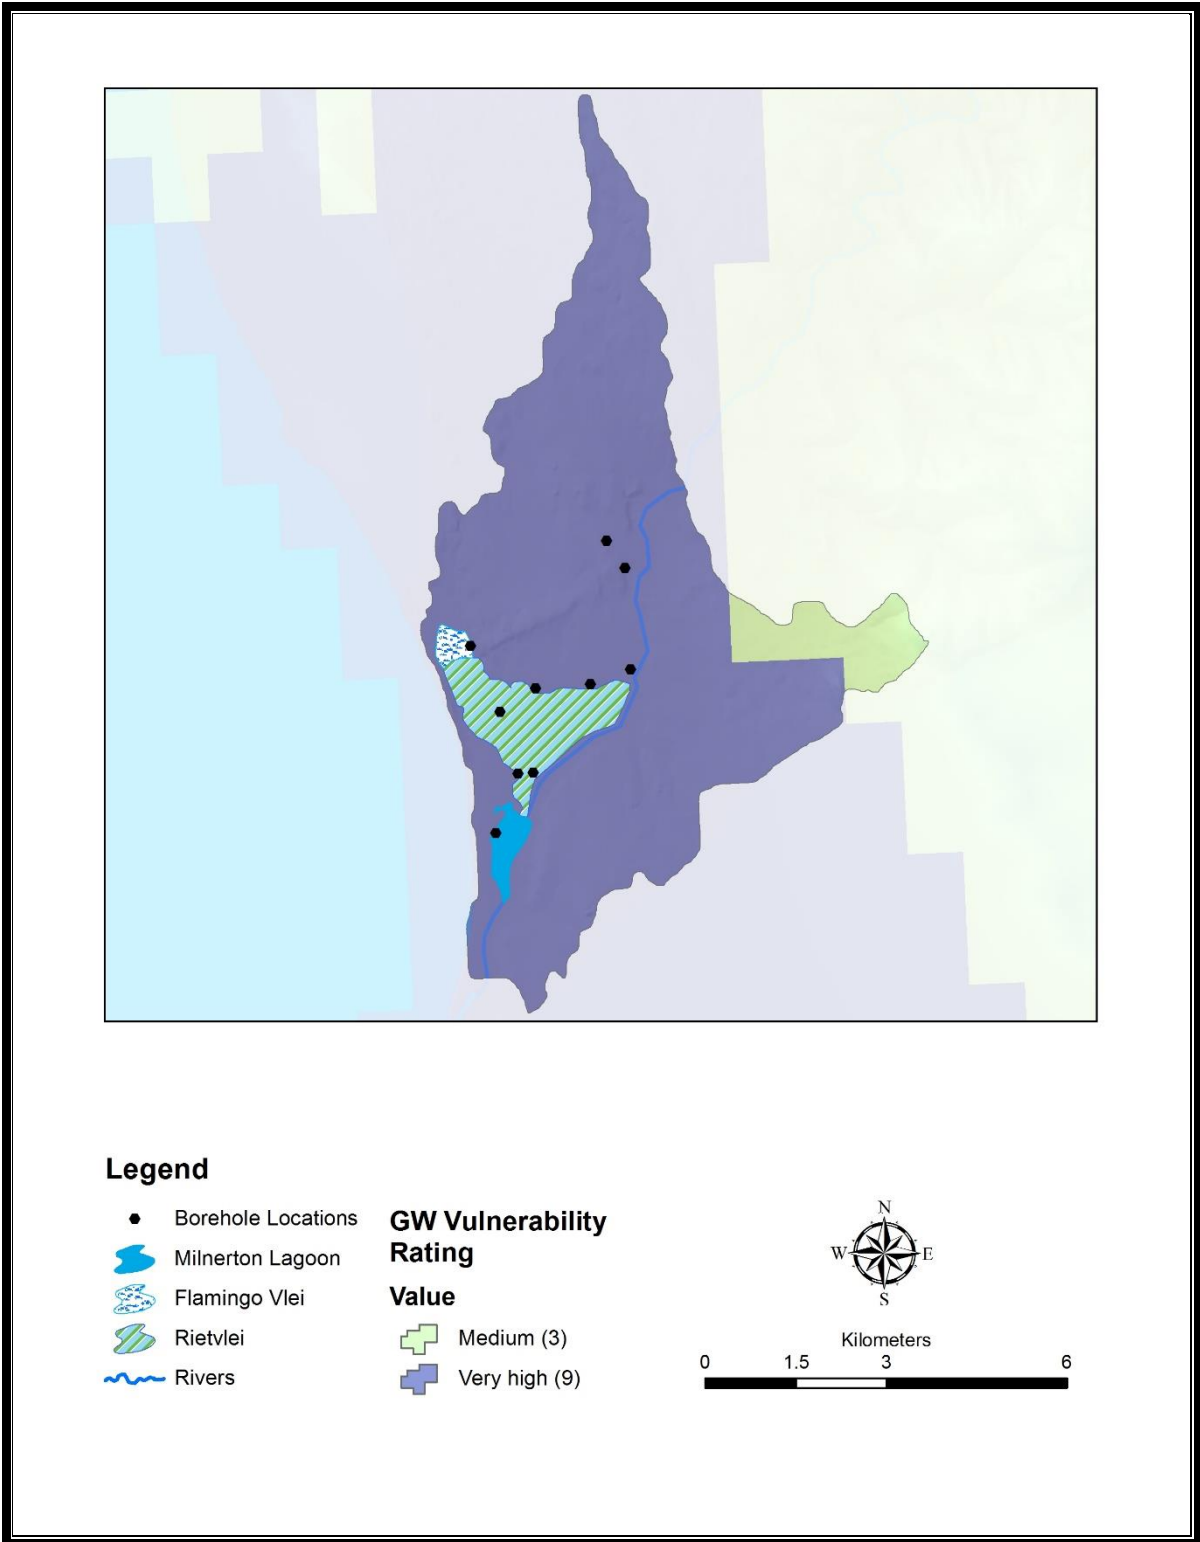 Legend
Borehole Locations
Milnerton Lagoon
Flamingo Vlei
Rietvlei
Rivers
GW Vulnerability
Rating
Value
Medium (3)
Very high (9)
N
W E
S
Kilometers
0 1.5 3 6